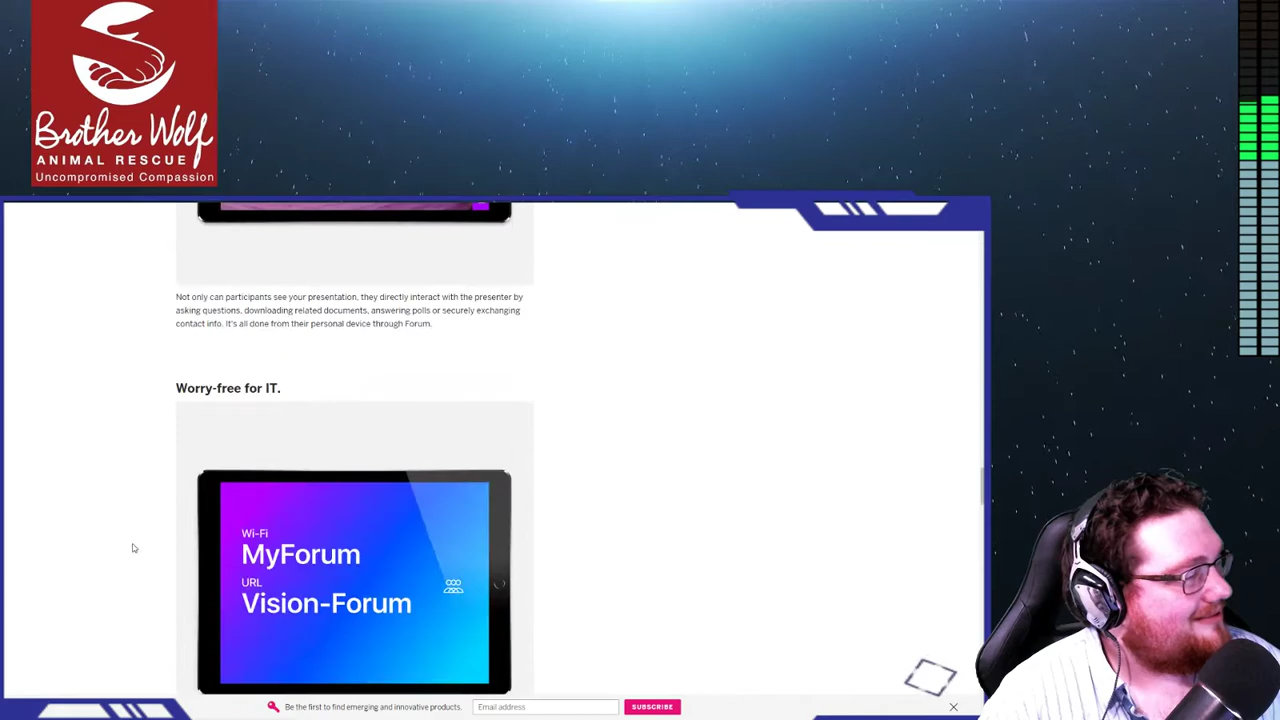 Brother Wolf
ANIMAL RESCUE
Uncompromised Compassion
Not only can participants see your presentation, they directly interact with the presenter by
asking questions, downloading related documents, answering polls or securely exchanging
contact info. It's all done from their personal device through Forum.
Worry-free for IT.
Wi-Fi
MyForum
URL
Vision-Forum
Be the first to find emerging and innovative products.
Email address
SUBSCRIBE